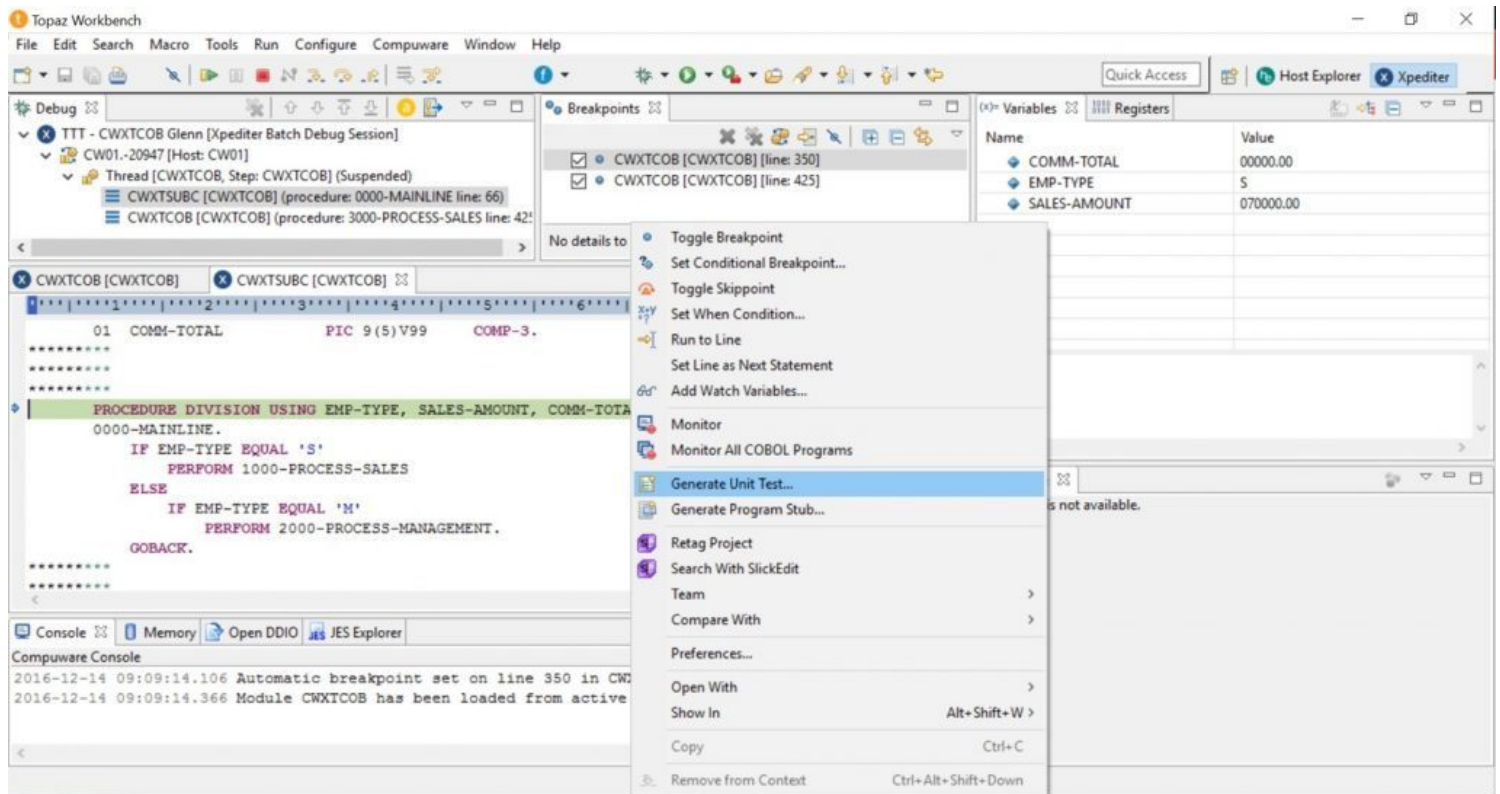 Topaz Workbench
File Edit Search Macro Tools Run Configure Compuware Window Help
Quick Access
Host Explorer
Xpediter
Debug
TTT - CWXTCOB Glenn [Xpediter Batch Debug Session]
CW01.-20947 [Host: CW01]
Thread [CWXTCOB, Step: CWXTCOB] (Suspended)
CWXTSUBC [CWXTCOB] (procedure: 0000-MAINLINE line: 66)
CWXTCOB [CWXTCOB] (procedure: 3000-PROCESS-SALES line: 425
Breakpoints
CWXTCOB [CWXTCOB] [line: 350]
CWXTCOB [CWXTCOB] [line: 425]
No details to
(x)= Variables
Registers
Name Value
COMM-TOTAL 00000.00
EMP-TYPE S
SALES-AMOUNT 070000.00
CWXTCOB [CWXTCOB]
CWXTSUBC [CWXTCOB]
1 2 3 4 5 6
01 COMM-TOTAL PIC 9(5)V99 COMP-3.
*********
*********
*********
PROCEDURE DIVISION USING EMP-TYPE, SALES-AMOUNT, COMM-TOTA
0000-MAINLINE.
IF EMP-TYPE EQUAL 'S'
PERFORM 1000-PROCESS-SALES
ELSE
IF EMP-TYPE EQUAL 'M'
PERFORM 2000-PROCESS-MANAGEMENT.
GOBACK.
*********
*********
Toggle Breakpoint
Set Conditional Breakpoint...
Toggle Skippoint
Set When Condition...
Run to Line
Set Line as Next Statement
Add Watch Variables...
Monitor
Monitor All COBOL Programs
Generate Unit Test...
Generate Program Stub...
Retag Project
Search With SlickEdit
Team
Compare With
Preferences...
Open With
Show In Alt+Shift+W
Copy Ctrl+C
Remove from Context Ctrl+Alt+Shift+Down
is not available.
Console
Memory
Open DDIO
JES JES Explorer
Compuware Console
2016-12-14 09:09:14.106 Automatic breakpoint set on line 350 in CWX
2016-12-14 09:09:14.366 Module CWXTCOB has been loaded from active